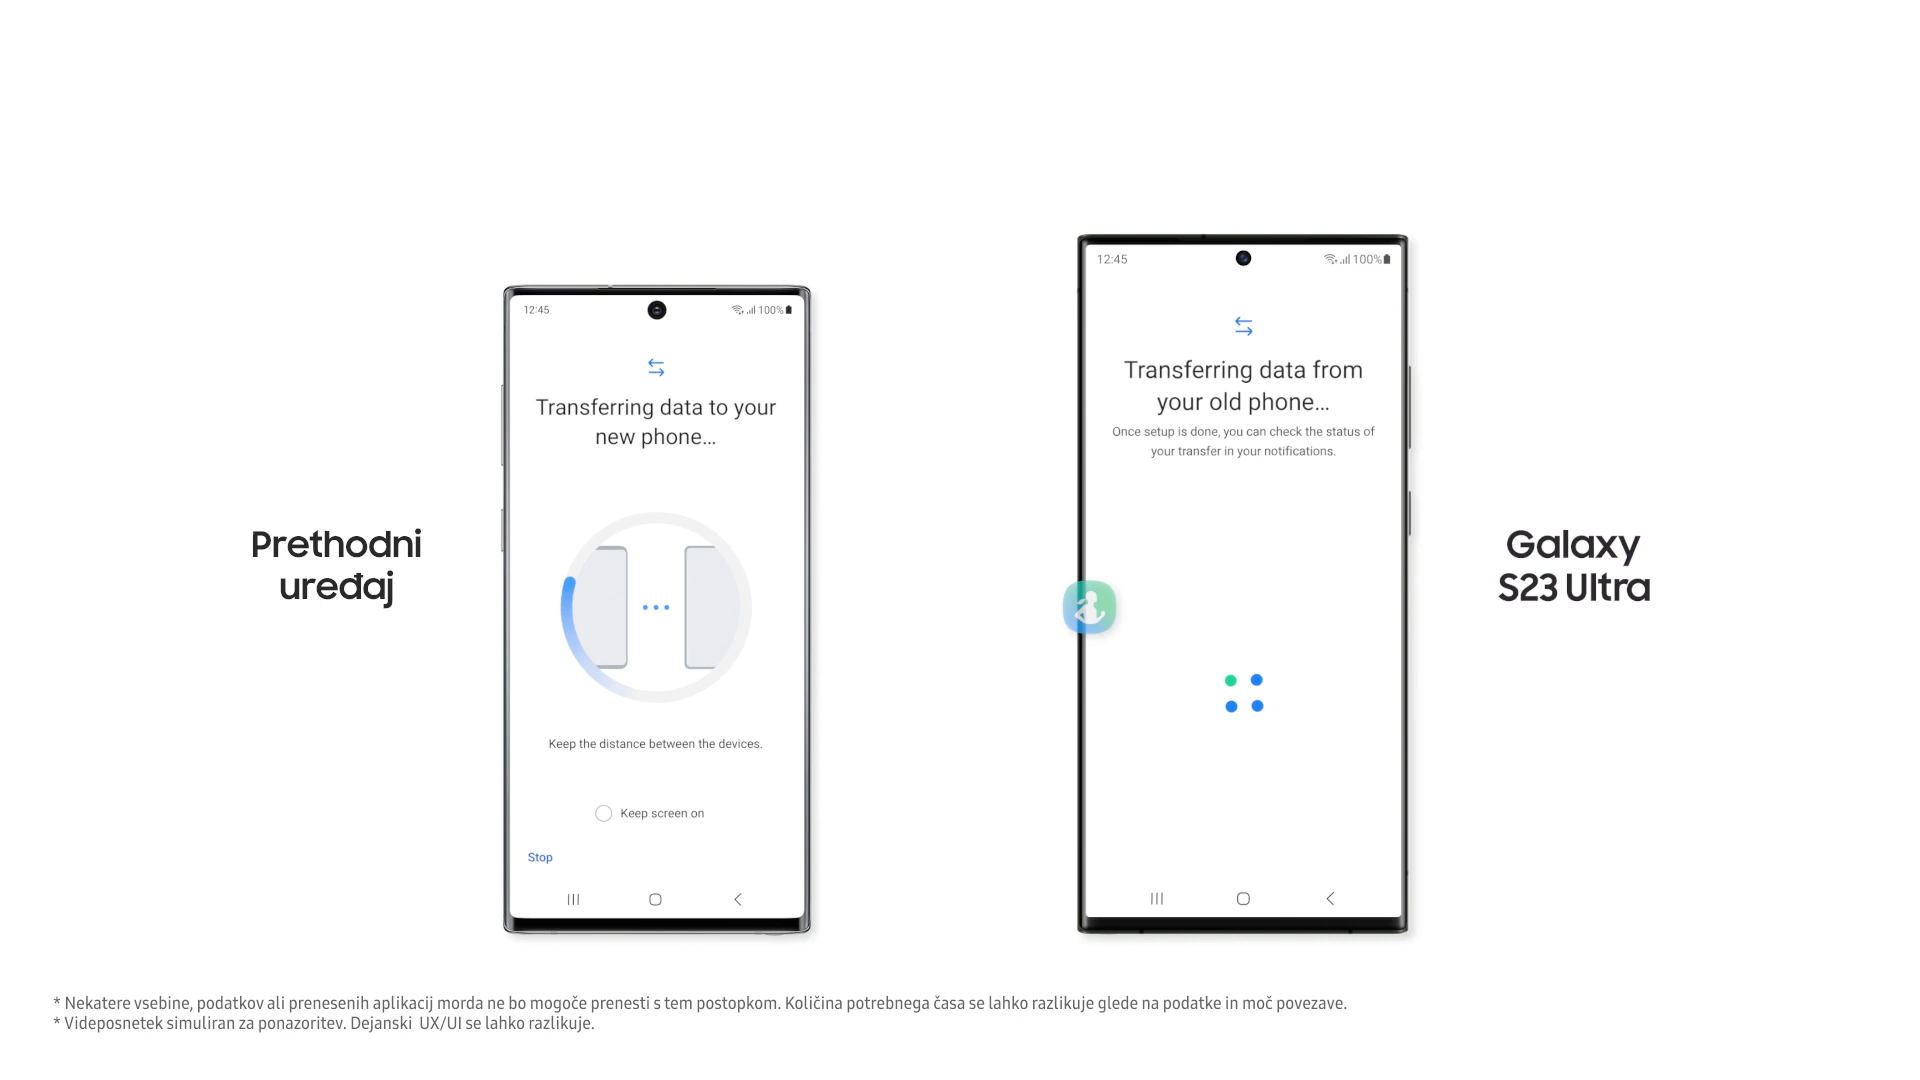 Prethodni
uređaj
12:45
100%
Transferring data to your
new phone...
Keep the distance between the devices.
Keep screen on
Stop
12:45
100%
Transferring data from
your old phone...
Once setup is done, you can check the status of
your transfer in your notifications.
Galaxy
S23 Ultra
* Nekatere vsebine, podatkov ali prenesenih aplikacij morda ne bo mogoče prenesti s tem postopkom. Količina potrebnega časa se lahko razlikuje glede na podatke in moč povezave.
* Videposnetek simuliran za ponazoritev. Dejanski UX/UI se lahko razlikuje.